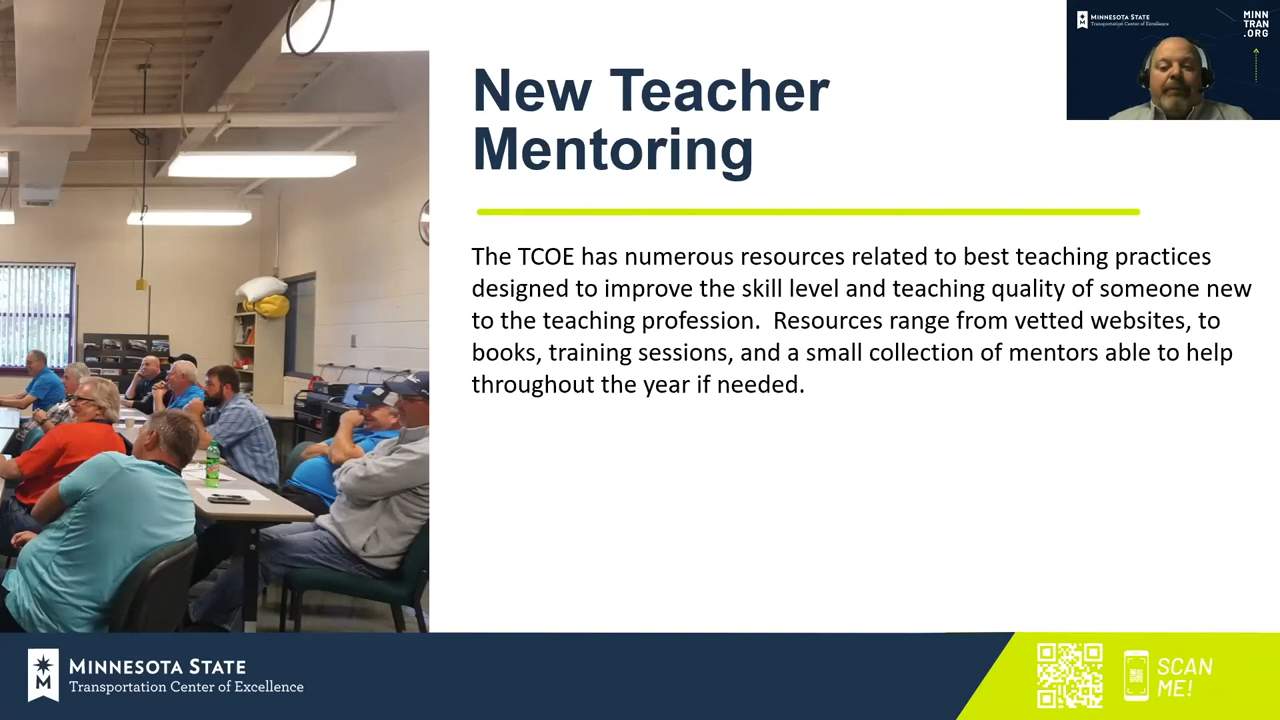 New Teacher
Mentoring
The TCOE has numerous resources related to best teaching practices
designed to improve the skill level and teaching quality of someone new
to the teaching profession.  Resources range from vetted websites, to
books, training sessions, and a small collection of mentors able to help
throughout the year if needed.
MINNESOTA STATE
Transportation Center of Excellence
MINN
TRAN
.ORG
M
MINNESOTA STATE
Transportation Center of Excellence
SCAN
ME!